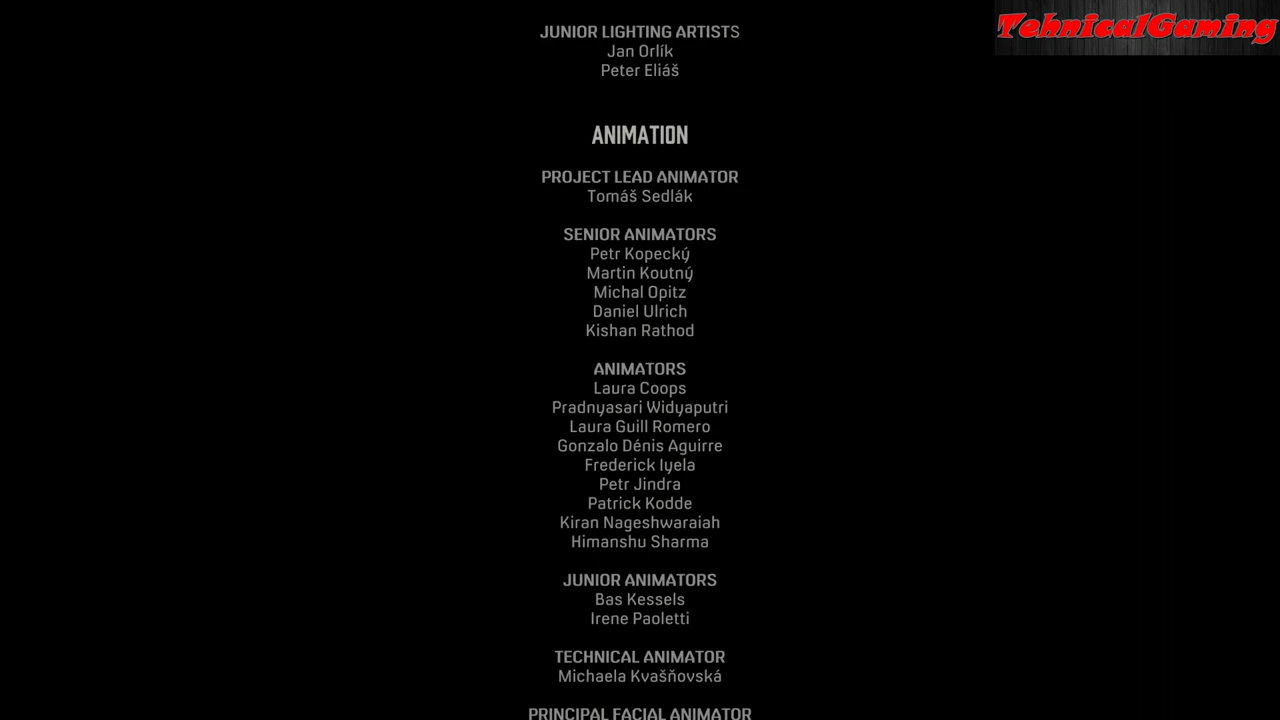 TehnicalGaming
JUNIOR LIGHTING ARTISTS
Jan Orlík
Peter Eliáš
ANIMATION
PROJECT LEAD ANIMATOR
Tomáš Sedlák
SENIOR ANIMATORS
Petr Kopecký
Martin Koutný
Michal Opitz
Daniel Ulrich
Kishan Rathod
ANIMATORS
Laura Coops
Pradnyasari Widyaputri
Laura Guill Romero
Gonzalo Dénis Aguirre
Frederick Iyela
Petr Jindra
Patrick Kodde
Kiran Nageshwaraiah
Himanshu Sharma
JUNIOR ANIMATORS
Bas Kessels
Irene Paoletti
TECHNICAL ANIMATOR
Michaela Kvašňovská
PRINCIPAL FACIAL ANIMATOR